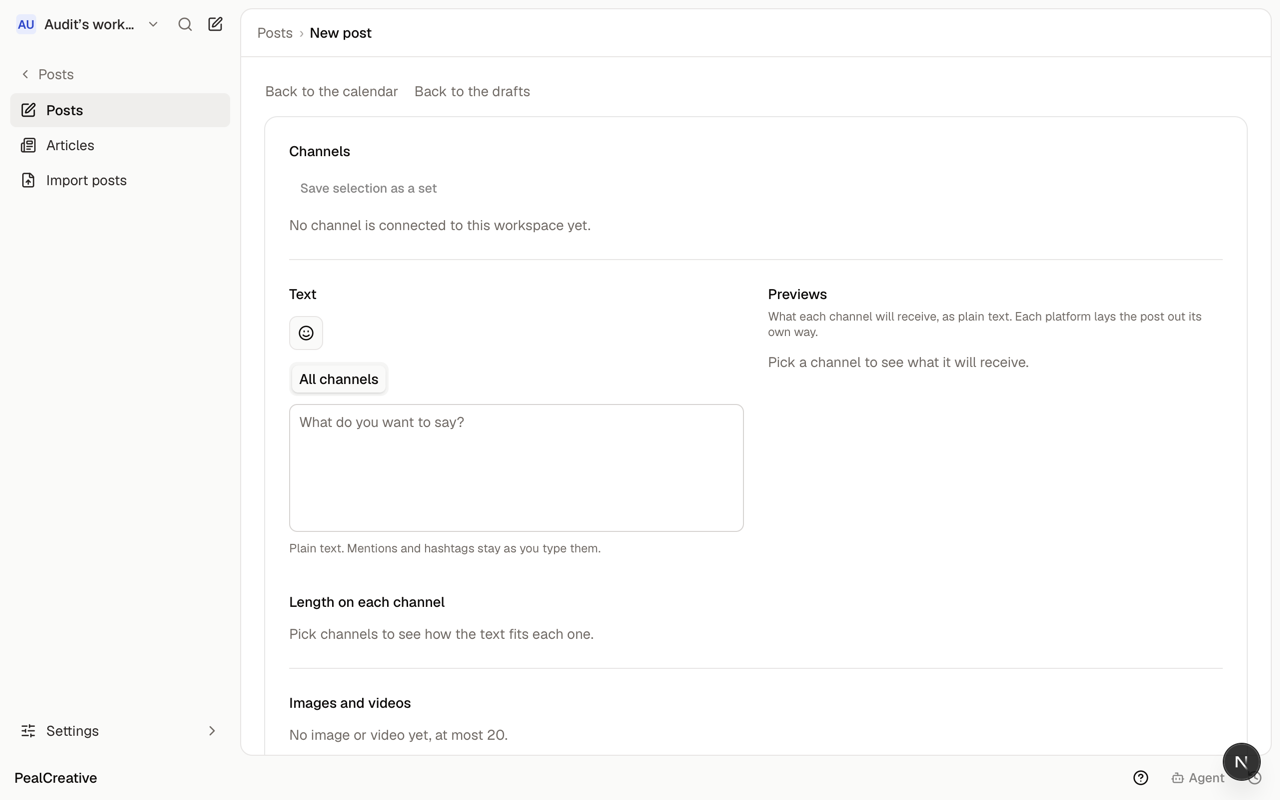 AU Audit's work...
Posts
Posts
Articles
Import posts
Settings
PealCreative
Posts › New post
Back to the calendar Back to the drafts
Channels
Save selection as a set
No channel is connected to this workspace yet.
Text
All channels
What do you want to say?
Plain text. Mentions and hashtags stay as you type them.
Previews
What each channel will receive, as plain text. Each platform lays the post out its
own way.
Pick a channel to see what it will receive.
Length on each channel
Pick channels to see how the text fits each one.
Images and videos
No image or video yet, at most 20.
Agent
N